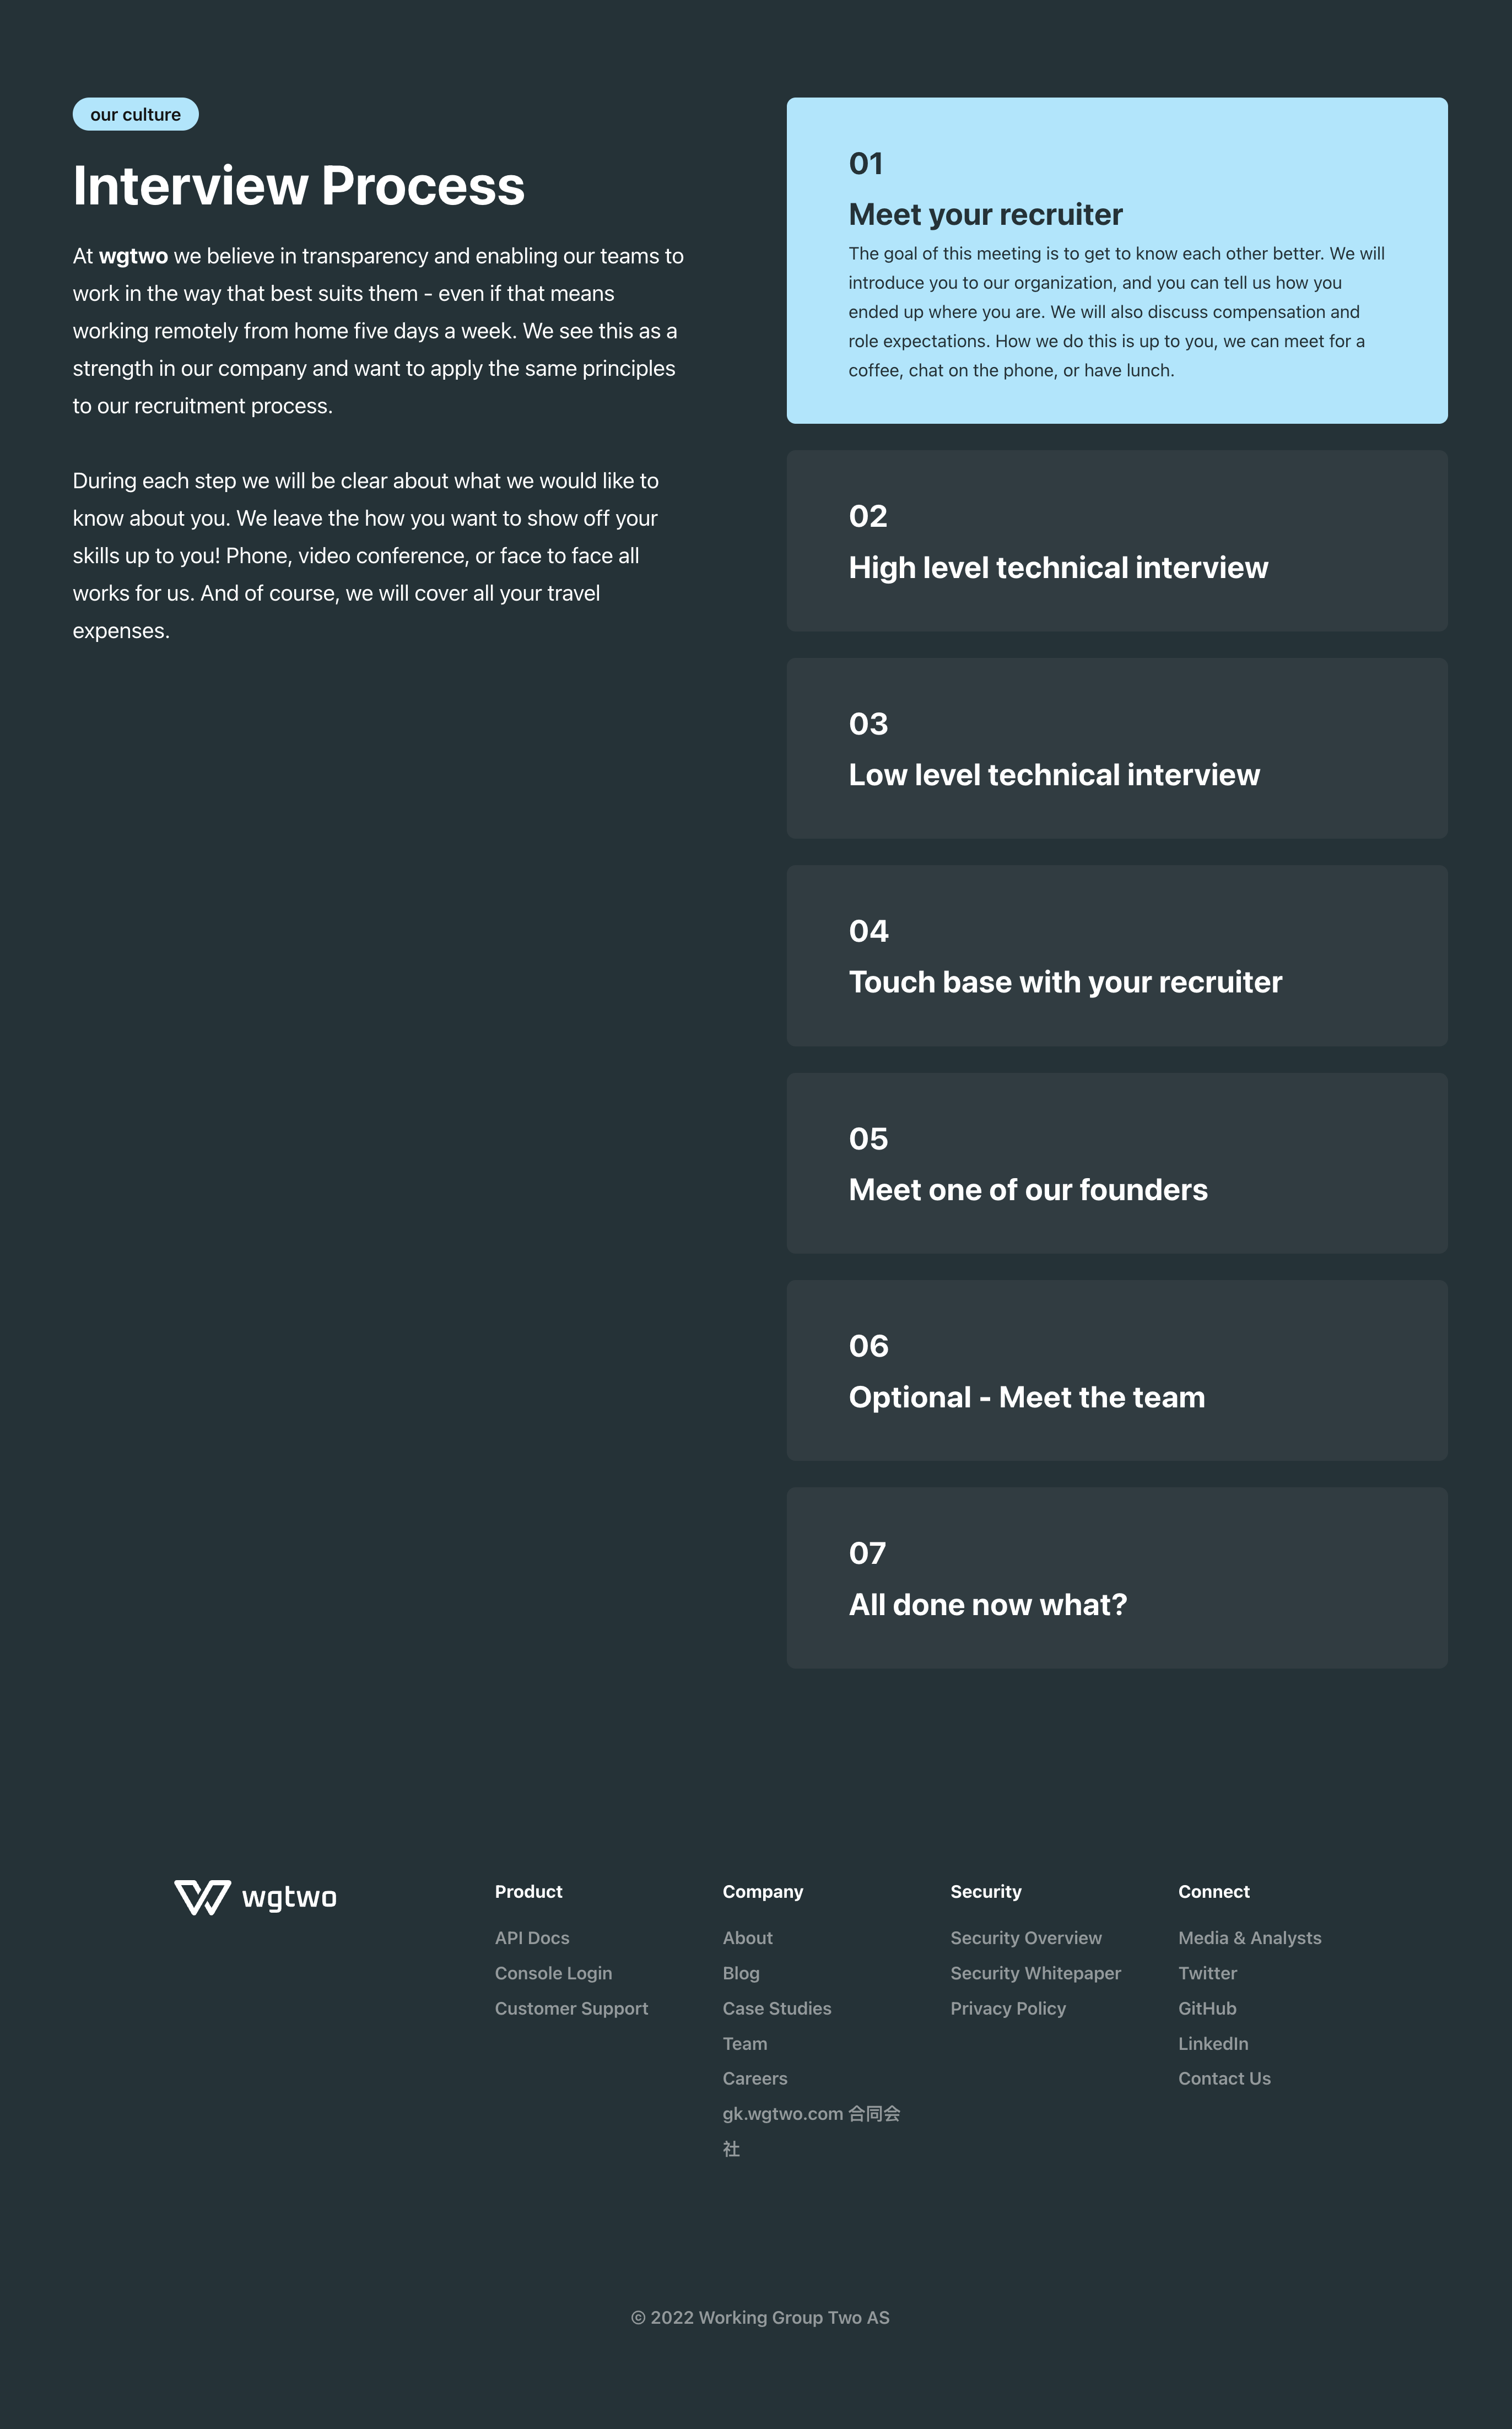 our culture
Interview Process
At wgtwo we believe in transparency and enabling our teams to
work in the way that best suits them - even if that means
working remotely from home five days a week. We see this as a
strength in our company and want to apply the same principles
to our recruitment process.
During each step we will be clear about what we would like to
know about you. We leave the how you want to show off your
skills up to you! Phone, video conference, or face to face all
works for us. And of course, we will cover all your travel
expenses.
01
Meet your recruiter
The goal of this meeting is to get to know each other better. We will
introduce you to our organization, and you can tell us how you
ended up where you are. We will also discuss compensation and
role expectations. How we do this is up to you, we can meet for a
coffee, chat on the phone, or have lunch.
02
High level technical interview
03
Low level technical interview
04
Touch base with your recruiter
05
Meet one of our founders
06
Optional - Meet the team
07
All done now what?
wgtwo
Product
API Docs
Console Login
Customer Support
Company
About
Blog
Case Studies
Team
Careers
gk.wgtwo.com 合同会
社
Security
Security Overview
Security Whitepaper
Privacy Policy
Connect
Media & Analysts
Twitter
GitHub
LinkedIn
Contact Us
© 2022 Working Group Two AS